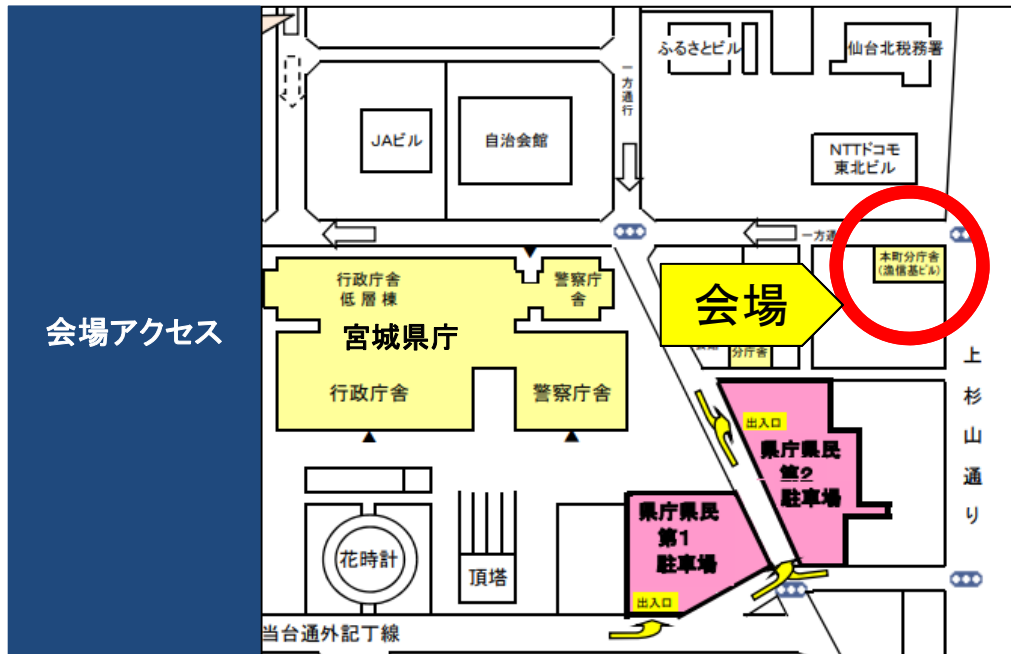 会場アクセス
ふるさとビル
仙台北税務署
一方通行
JAビル
自治会館
NTTドコモ
東北ビル
一方通
本町分庁舎
(漁信基ビル)
行政庁舎
低層棟
警察庁
舎
宮城県庁
会場
分庁舎
行政庁舎
警察庁舎
上杉山通り
出入口
県庁県民
第2
駐車場
県庁県民
第1
駐車場
花時計
頂塔
出入口
当台通外記丁線